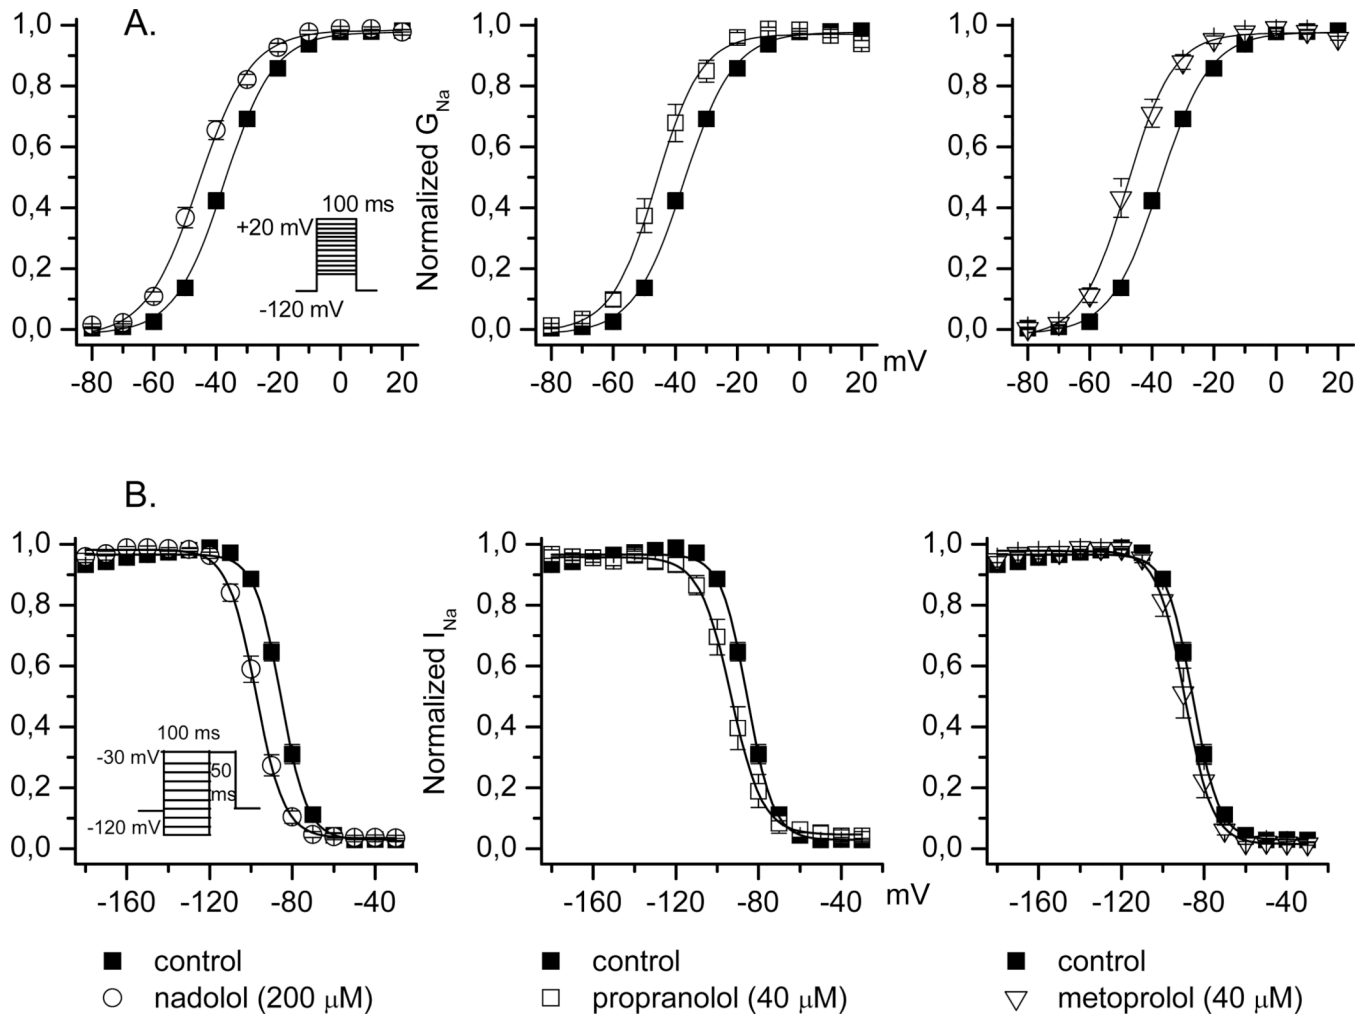 A.
1,0
0,8
0,6
0,4
0,2
0,0
-80 -60 -40 -20 0 20
100 ms
+20 mV
-120 mV
Normalized G_Na
1,0
0,8
0,6
0,4
0,2
0,0
-80 -60 -40 -20 0 20
mV
1,0
0,8
0,6
0,4
0,2
0,0
-80 -60 -40 -20 0 20
B.
1,0
0,8
0,6
0,4
0,2
0,0
-160 -120 -80 -40
100 ms
-30 mV
50
ms
-120 mV
Normalized I_Na
1,0
0,8
0,6
0,4
0,2
0,0
-160 -120 -80 -40
mV
1,0
0,8
0,6
0,4
0,2
0,0
-160 -120 -80 -40
control
nadolol (200 μM)
control
propranolol (40 μM)
control
metoprolol (40 μM)